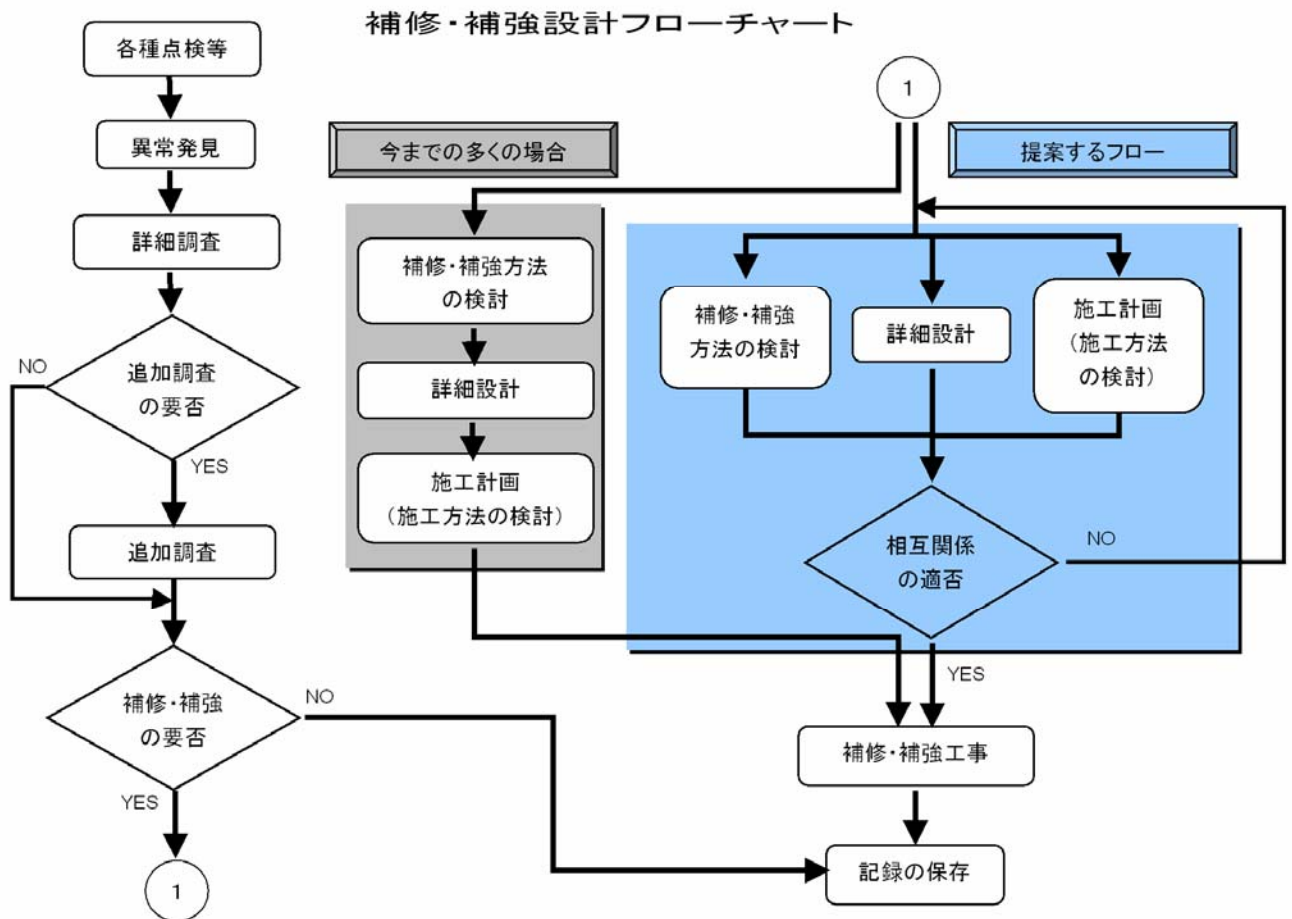 補修・補強設計フローチャート
各種点検等
異常発見
詳細調査
追加調査
の要否
NO
YES
追加調査
補修・補強
の要否
NO
YES
1
1
今までの多くの場合
補修・補強方法
の検討
詳細設計
施工計画
(施工方法の検討)
提案するフロー
補修・補強
方法の検討
詳細設計
施工計画
(施工方法
の検討)
相互関係
の適否
NO
YES
補修・補強工事
記録の保存